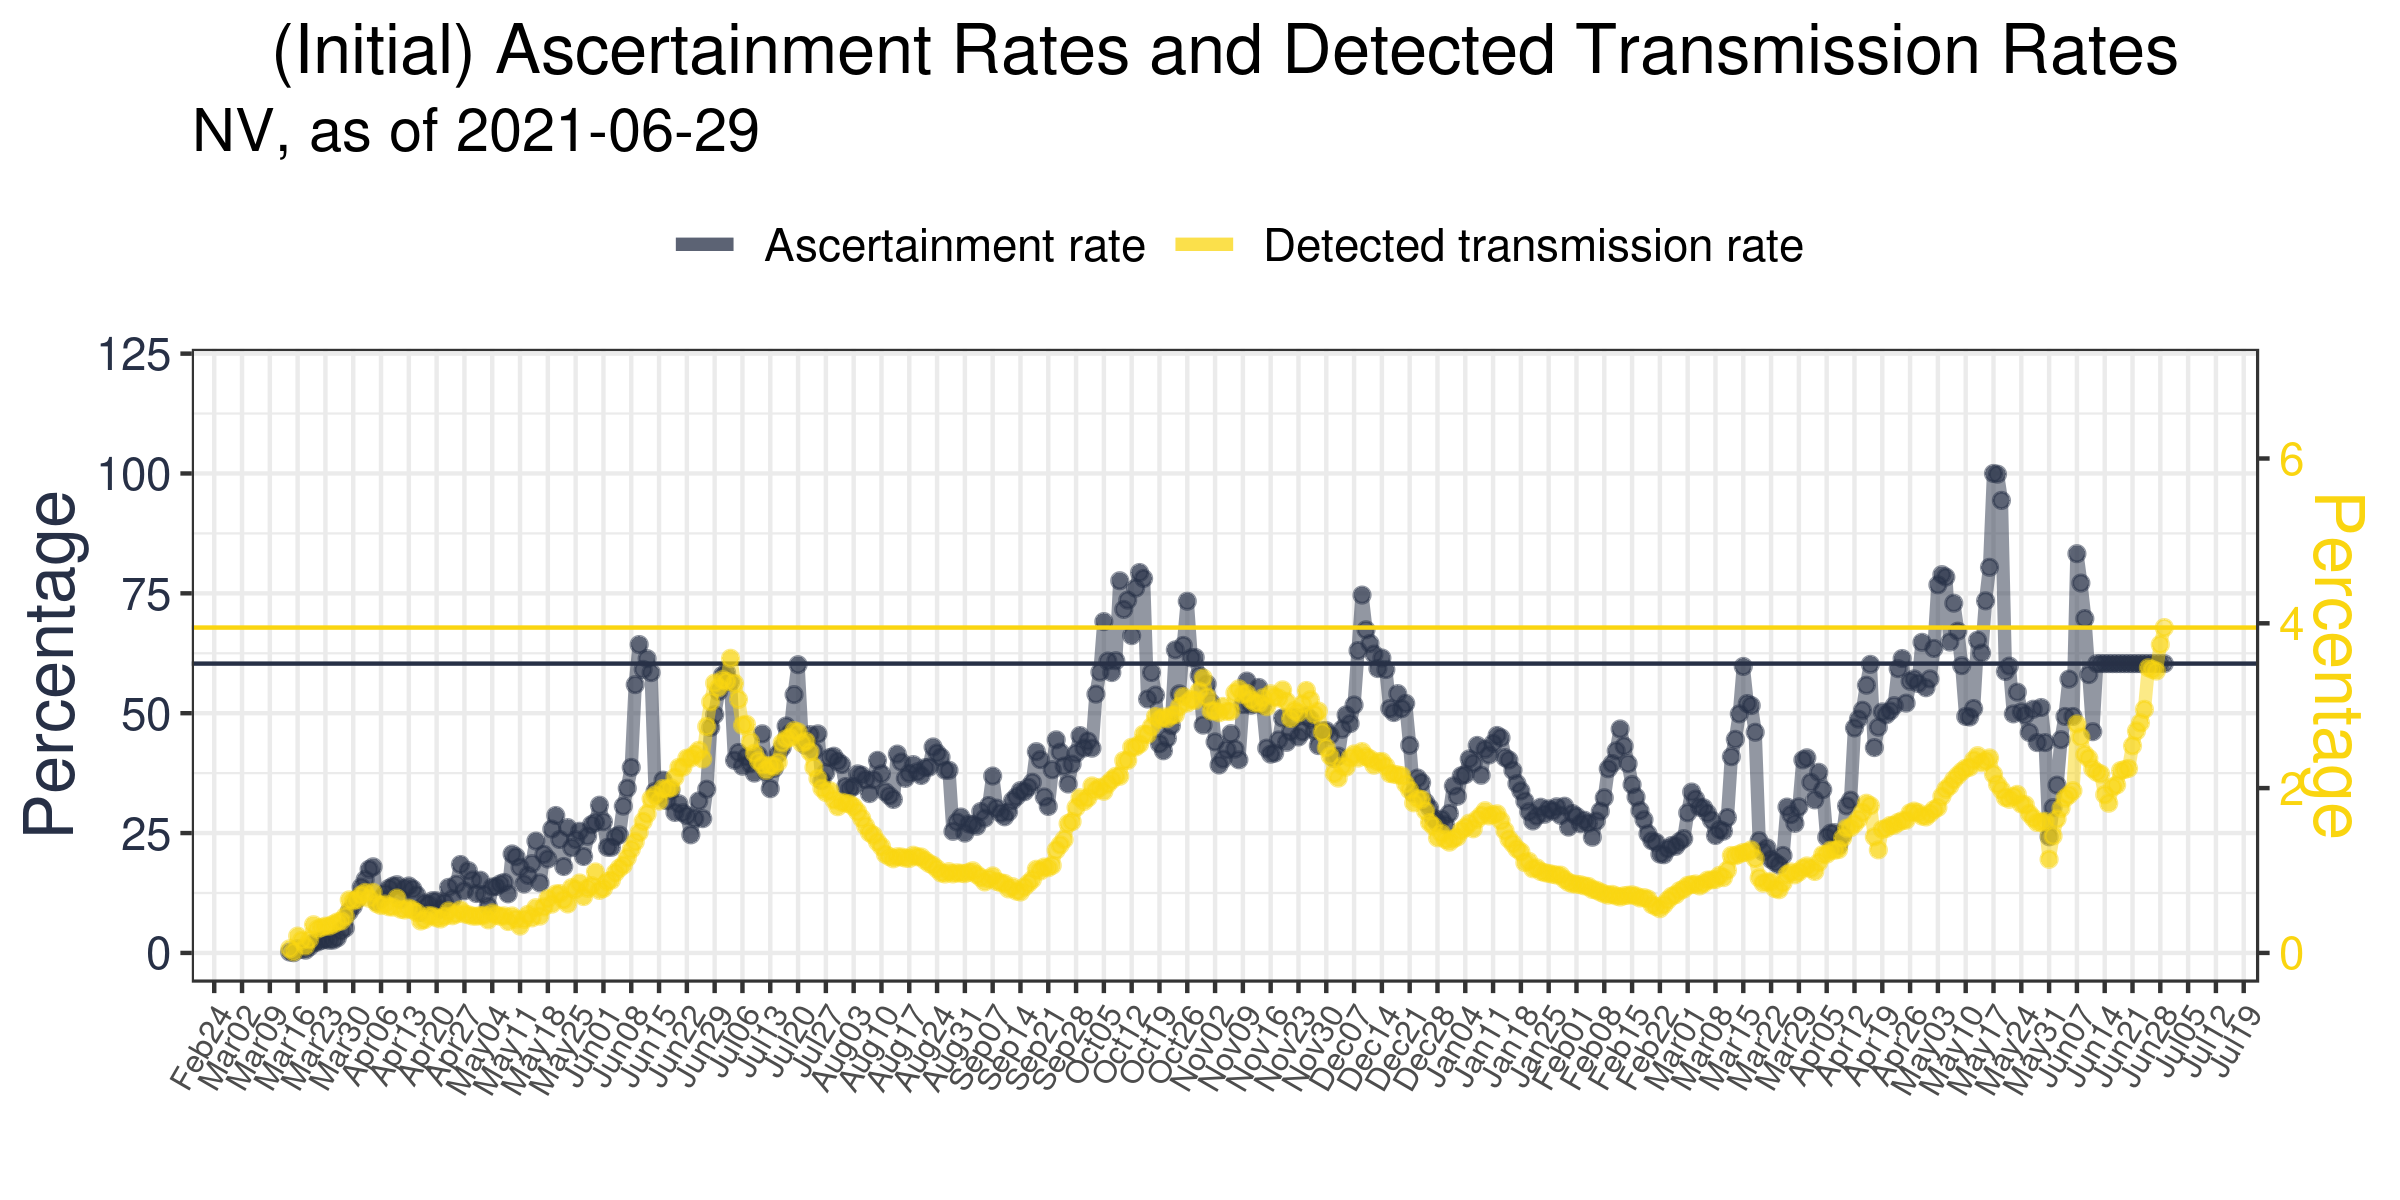 (Initial) Ascertainment Rates and Detected Transmission Rates
NV, as of 2021-06-29
Ascertainment rate
Detected transmission rate
Percentage
125
100
75
50
25
0
6
4
2
0
Percentage
Feb24
Mar02
Mar09
Mar16
Mar23
Mar30
Apr06
Apr13
Apr20
Apr27
May04
May11
May18
May25
Jun01
Jun08
Jun15
Jun22
Jun29
Jul06
Jul13
Jul20
Jul27
Aug03
Aug10
Aug17
Aug24
Aug31
Sep07
Sep14
Sep21
Sep28
Oct05
Oct12
Oct19
Oct26
Nov02
Nov09
Nov16
Nov23
Nov30
Dec07
Dec14
Dec21
Dec28
Jan04
Jan11
Jan18
Jan25
Feb01
Feb08
Feb15
Feb22
Mar01
Mar08
Mar15
Mar22
Mar29
Apr05
Apr12
Apr19
Apr26
May03
May10
May17
May24
May31
Jun07
Jun14
Jun21
Jun28
Jul05
Jul12
Jul19